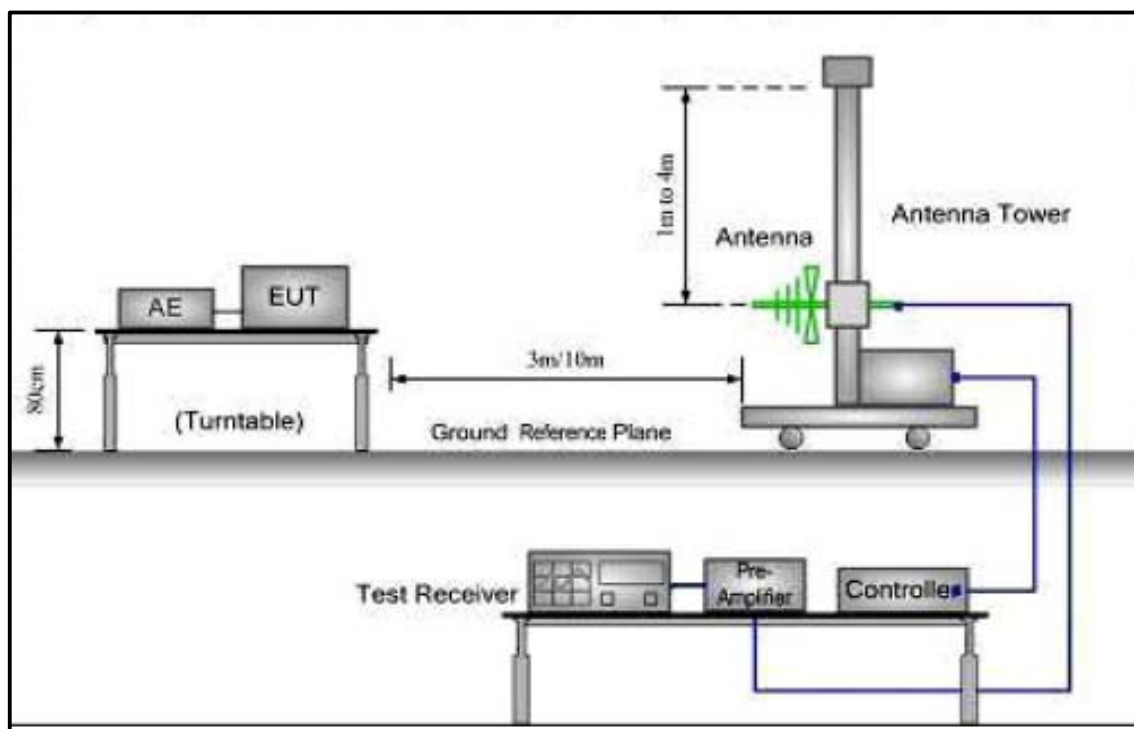 1m to 4m
Antenna Tower
Antenna
AE
EUT
80cm
3m/10m
(Turntable)
Ground Reference Plane
Test Receiver
Pre-
Amplifier
Controller